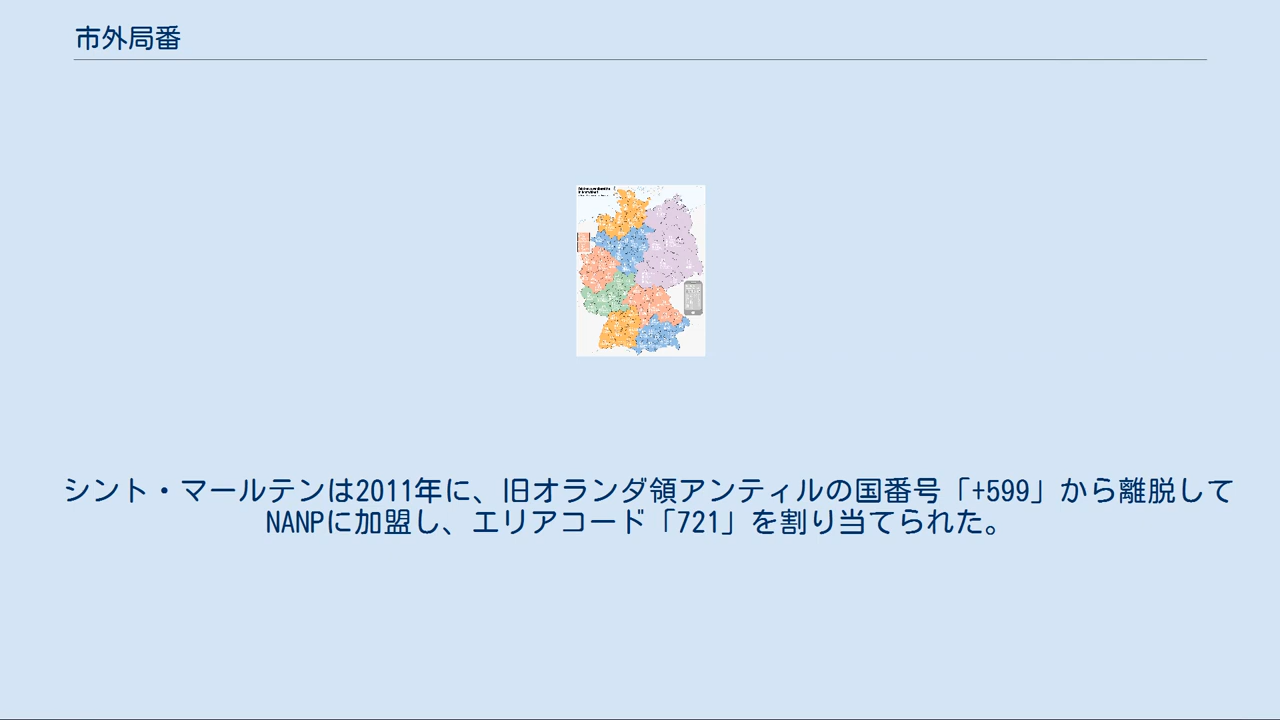 市外局番
シント・マールテンは2011年に、旧オランダ領アンティルの国番号「+599」から離脱して
NANPに加盟し、エリアコード「721」を割り当てられた。